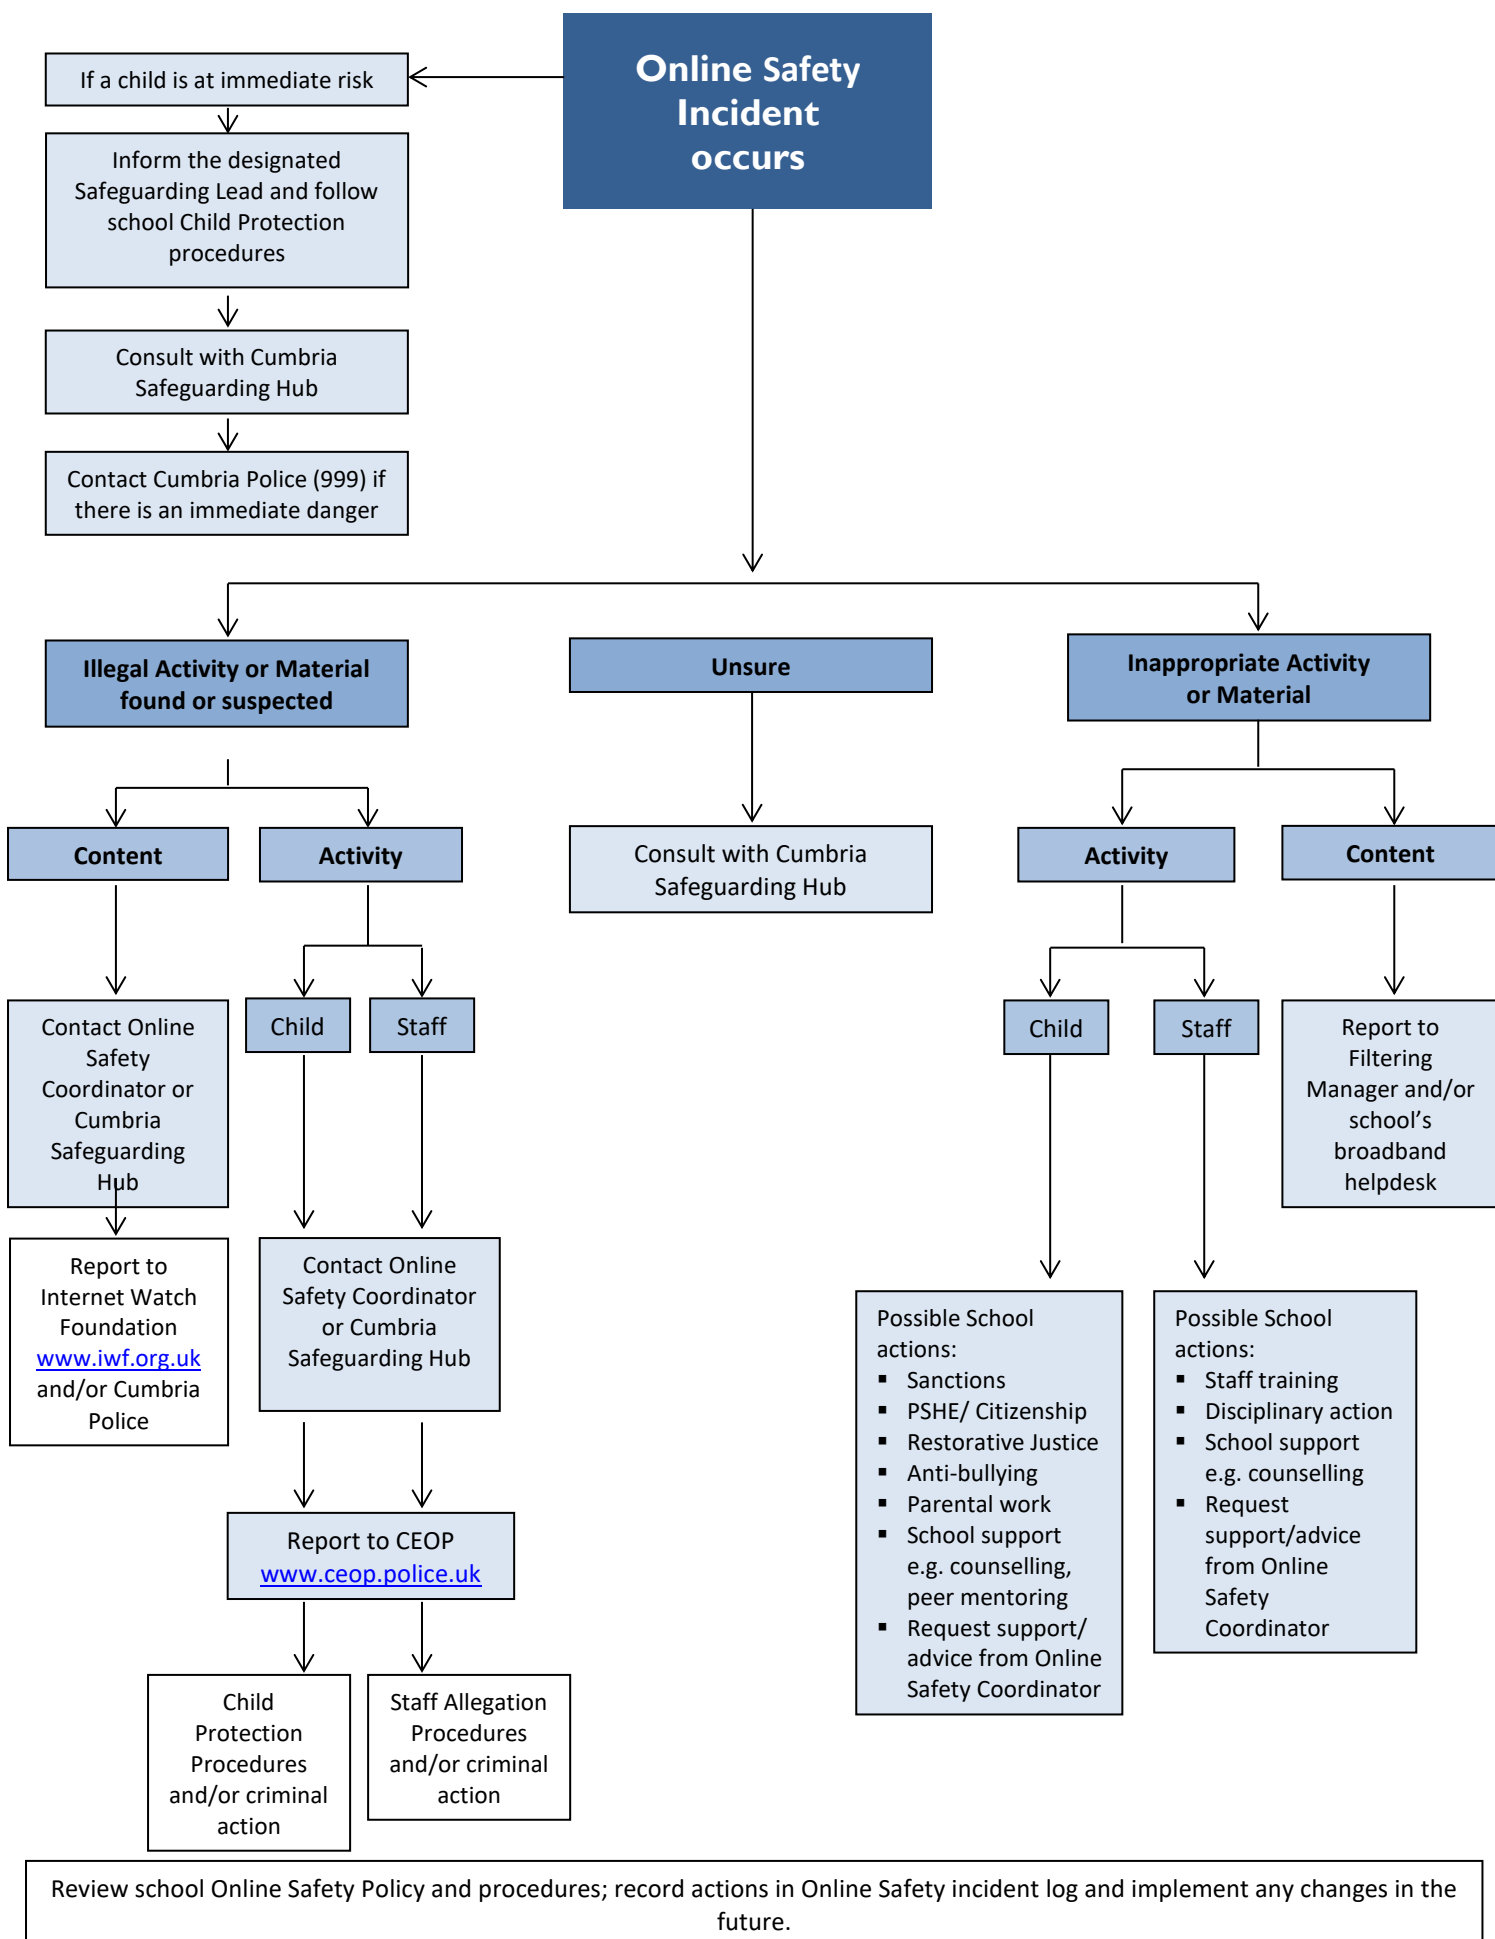 Online Safety
Incident
occurs
If a child is at immediate risk
Inform the designated
Safeguarding Lead and follow
school Child Protection
procedures
Consult with Cumbria
Safeguarding Hub
Contact Cumbria Police (999) if
there is an immediate danger
Illegal Activity or Material
found or suspected
Unsure
Inappropriate Activity
or Material
Content
Activity
Consult with Cumbria
Safeguarding Hub
Activity
Content
Contact Online
Safety
Coordinator or
Cumbria
Safeguarding
Hub
Child
Staff
Child
Staff
Report to
Filtering
Manager and/or
school’s
broadband
helpdesk
Report to
Internet Watch
Foundation
www.iwf.org.uk
and/or Cumbria
Police
Contact Online
Safety Coordinator
or Cumbria
Safeguarding Hub
Possible School
actions:
▪ Sanctions
▪ PSHE/ Citizenship
▪ Restorative Justice
▪ Anti-bullying
▪ Parental work
▪ School support
e.g. counselling,
peer mentoring
▪ Request support/
advice from Online
Safety Coordinator
Possible School
actions:
▪ Staff training
▪ Disciplinary action
▪ School support
e.g. counselling
▪ Request
support/advice
from Online
Safety
Coordinator
Report to CEOP
www.ceop.police.uk
Child
Protection
Procedures
and/or criminal
action
Staff Allegation
Procedures
and/or criminal
action
Review school Online Safety Policy and procedures; record actions in Online Safety incident log and implement any changes in the
future.